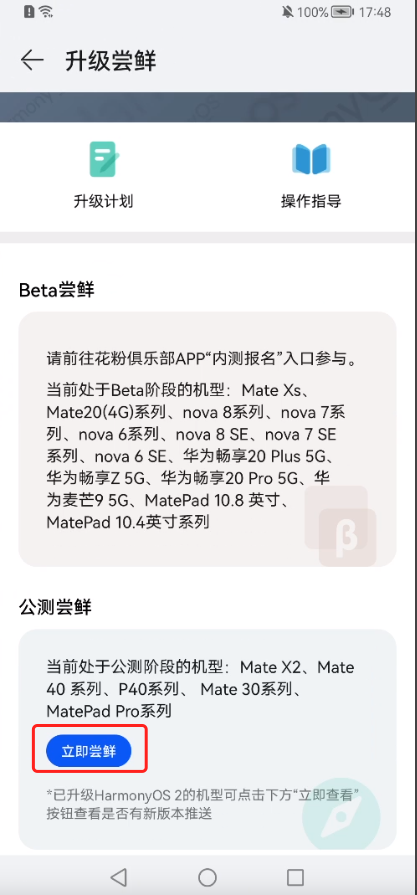 100% 17:48
升级尝鲜
升级计划
操作指导
Beta尝鲜
请前往花粉俱乐部APP“内测报名”入口参与。
当前处于Beta阶段的机型：Mate Xs、
Mate20(4G)系列、nova 8系列、nova 7系
列、nova 6系列、nova 8 SE、nova 7 SE
系列、nova 6 SE、华为畅享20 Plus 5G、
华为畅享Z 5G、华为畅享20 Pro 5G、华
为麦芒9 5G、MatePad 10.8 英寸、
MatePad 10.4英寸系列
β
公测尝鲜
当前处于公测阶段的机型：Mate X2、Mate
40 系列、P40系列、 Mate 30系列、
MatePad Pro系列
立即尝鲜
*已升级HarmonyOS 2的机型可点击下方“立即查看”
按钮查看是否有新版本推送